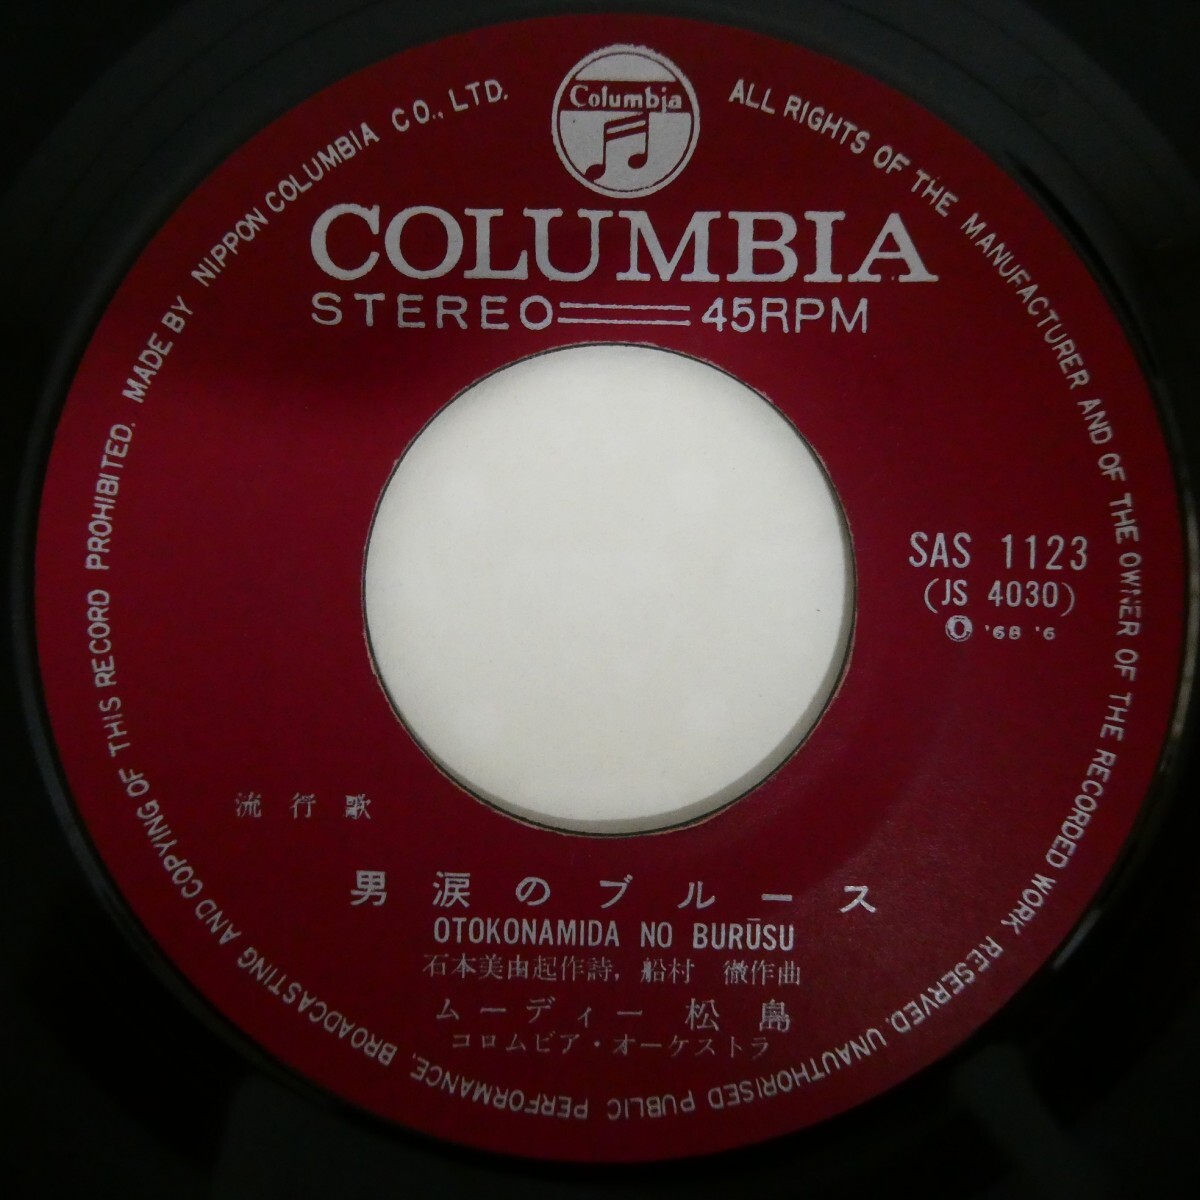 Columbia
COLUMBIA
STEREO 45RPM
SAS 1123
(JS 4030)
'68 '6
流行歌
男涙のブルース
OTOKONAMIDA NO BURŪSU
石本美由起作詩, 船村 徹作曲
ムーディー 松島
コロムビア・オーケストラ
ALL RIGHTS OF THE MANUFACTURER AND OF THE OWNER OF THE RECORDED WORK RESERVED. UNAUTHORISED PUBLIC PERFORMANCE, BROADCASTING AND COPYING OF THIS RECORD PROHIBITED. MADE BY NIPPON COLUMBIA CO., LTD.